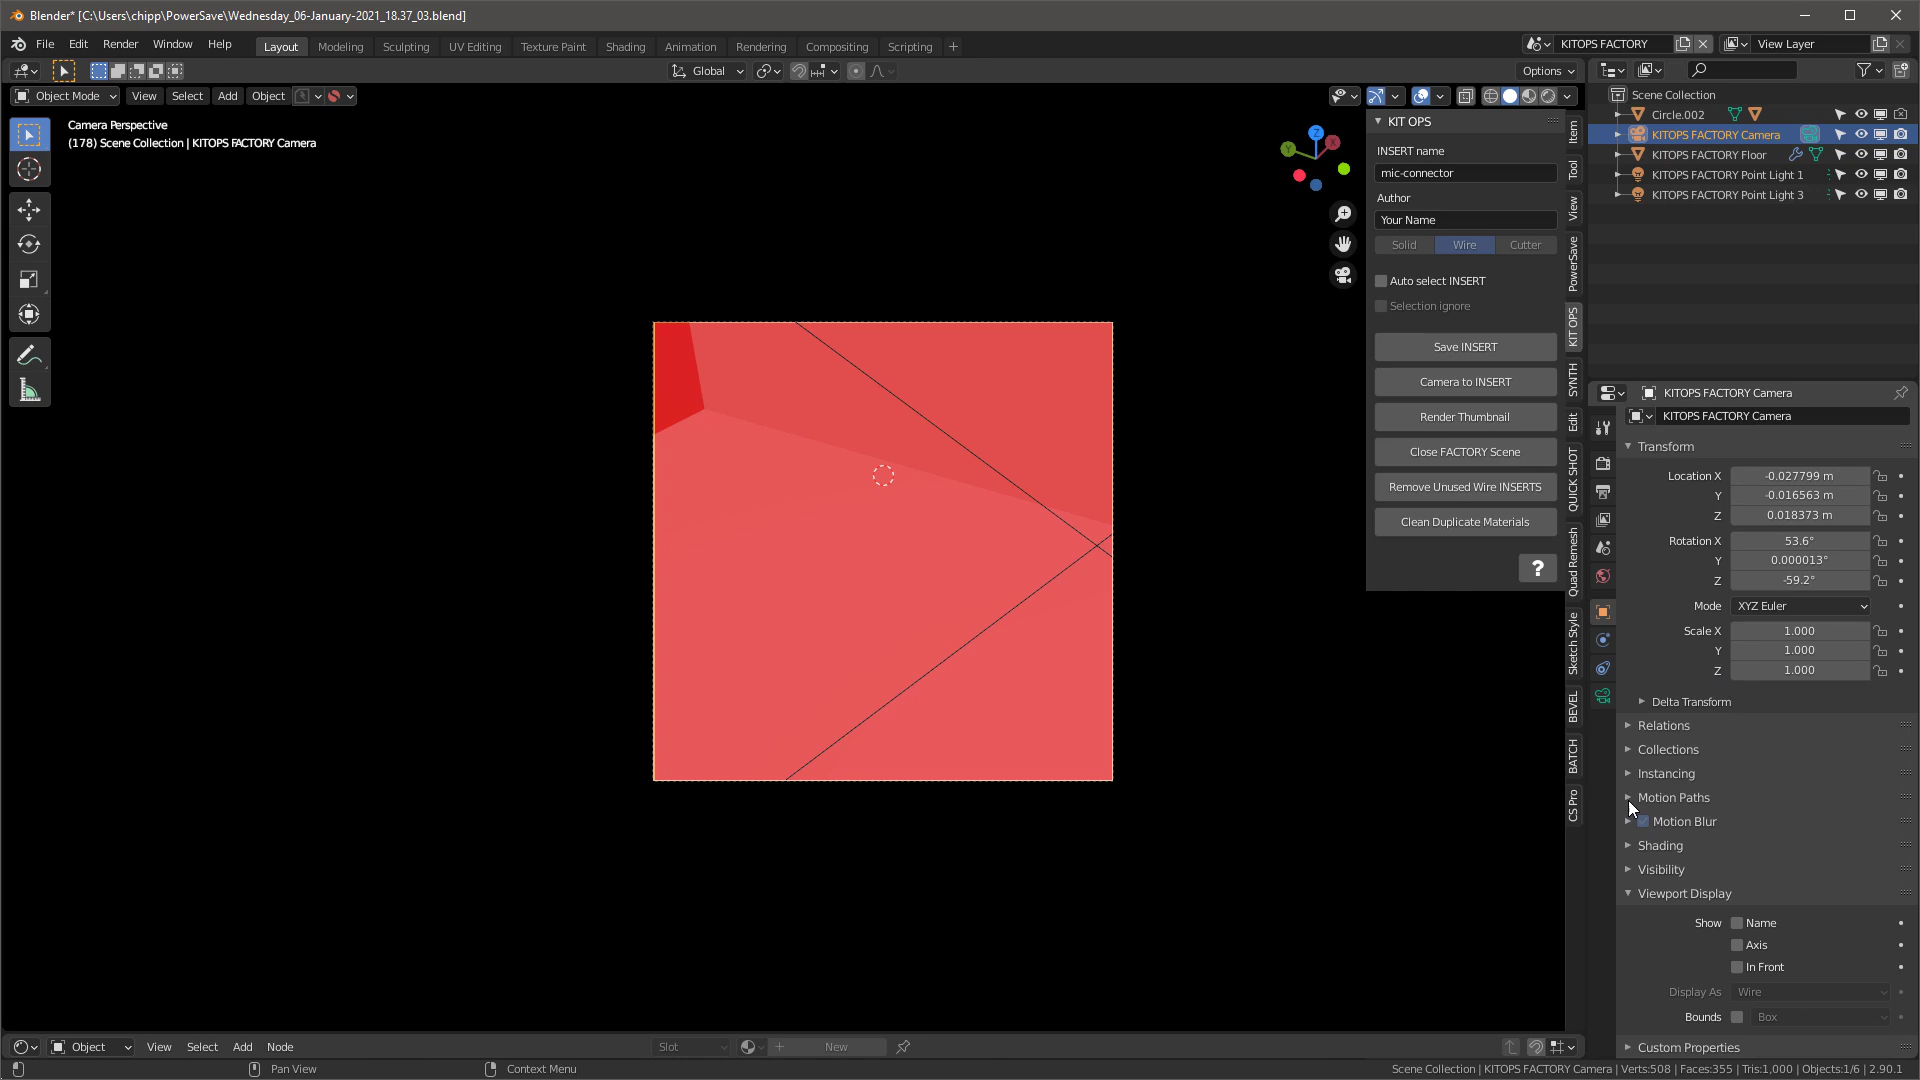 Blender* [C:\Users\chipp\PowerSave\Wednesday_06-January-2021_18.37_03.blend]
File Edit Render Window Help
Layout Modeling Sculpting UV Editing Texture Paint Shading Animation Rendering Compositing Scripting +
KITOPS FACTORY
View Layer
Global
Options
Object Mode View Select Add Object
Camera Perspective
(178) Scene Collection | KITOPS FACTORY Camera
Z
Y
X
KIT OPS
INSERT name
mic-connector
Author
Your Name
Solid Wire Cutter
Auto select INSERT
Selection ignore
Save INSERT
Camera to INSERT
Render Thumbnail
Close FACTORY Scene
Remove Unused Wire INSERTS
Clean Duplicate Materials
?
Item
Tool
View
PowerSave
KIT OPS
SYNTH
Edit
QUICK SHOT
Quad Remesh
Sketch Style
BEVEL
BATCH
CS Pro
Scene Collection
Circle.002
KITOPS FACTORY Camera
KITOPS FACTORY Floor
KITOPS FACTORY Point Light 1
KITOPS FACTORY Point Light 3
KITOPS FACTORY Camera
KITOPS FACTORY Camera
Transform
Location X -0.027799 m
Y -0.016563 m
Z 0.018373 m
Rotation X 53.6°
Y 0.000013°
Z -59.2°
Mode XYZ Euler
Scale X 1.000
Y 1.000
Z 1.000
Delta Transform
Relations
Collections
Instancing
Motion Paths
Motion Blur
Shading
Visibility
Viewport Display
Show Name
Axis
In Front
Display As Wire
Bounds Box
Custom Properties
Object View Select Add Node
Slot
New
Pan View
Context Menu
Scene Collection | KITOPS FACTORY Camera | Verts:508 | Faces:355 | Tris:1,000 | Objects:1/6 | 2.90.1